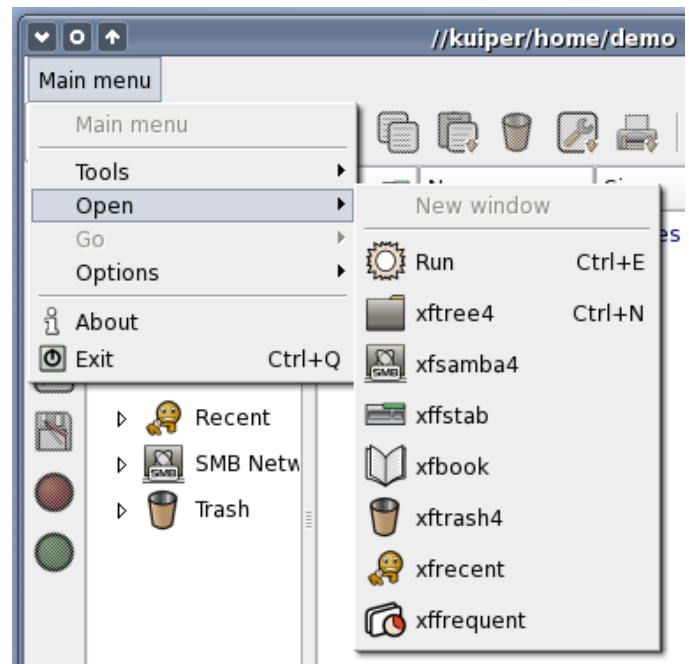 //kuiper/home/demo
Main menu
Main menu
Tools
Open
Go
Options
About
Exit Ctrl+Q
New window
Run Ctrl+E
xftree4 Ctrl+N
xfsamba4
xffstab
xfbook
xftrash4
xfrecent
xffrequent
Recent
SMB SMB Netw
Trash